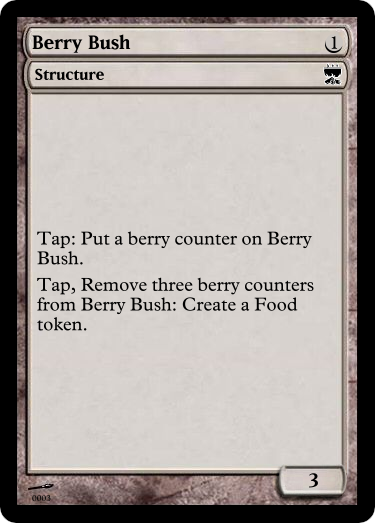 Berry Bush 1
Structure
Tap: Put a berry counter on Berry
Bush.
Tap, Remove three berry counters
from Berry Bush: Create a Food
token.
3
0003